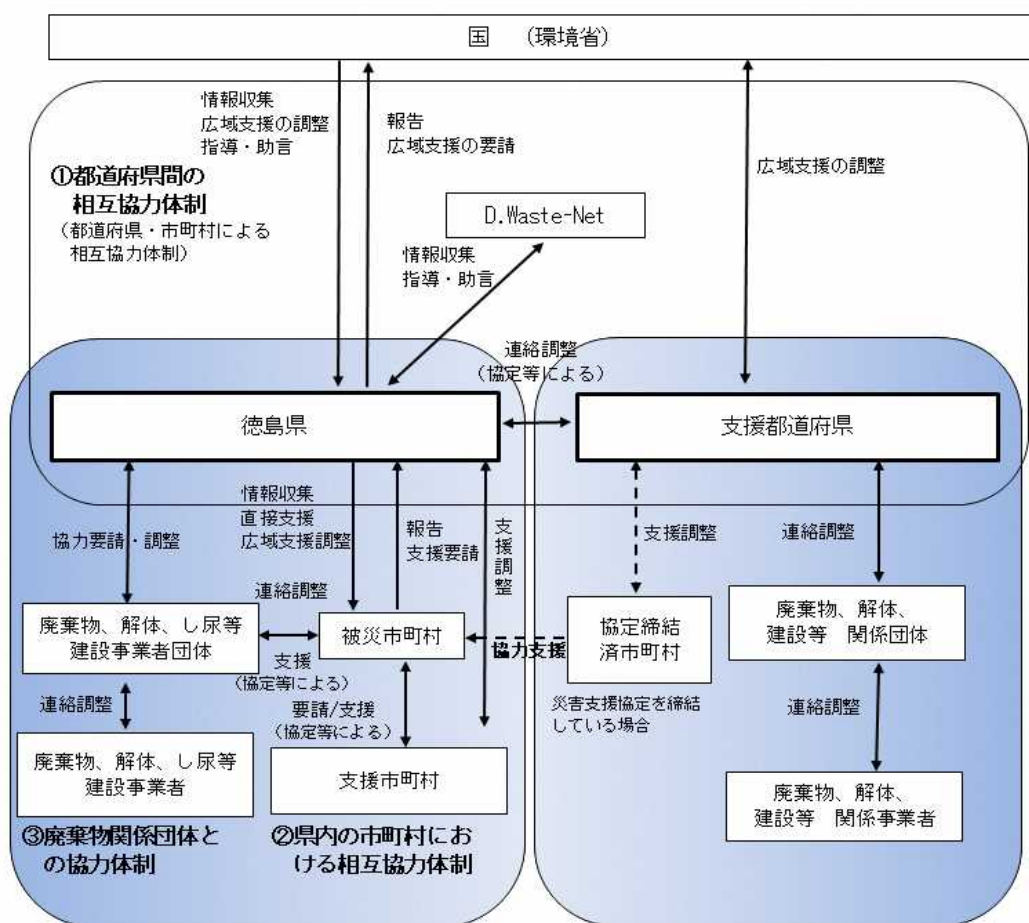 国　（環境省）
情報収集
広域支援の調整
指導・助言
報告
広域支援の要請
広域支援の調整
①都道府県間の
相互協力体制
（都道府県・市町村による
相互協力体制）
D.Waste-Net
情報収集
指導・助言
連絡調整
（協定等による）
徳島県
支援都道府県
協力要請・調整
情報収集
直接支援
広域支援調整
報告
支援要請
支援調整
支援調整
連絡調整
廃棄物、解体、し尿等
建設事業者団体
連絡調整
支援
（協定等による）
被災市町村
協力支援
協定締結
済市町村
災害支援協定を締結
している場合
廃棄物、解体、
建設等　関係団体
連絡調整
要請/支援
（協定等による）
連絡調整
廃棄物、解体、し尿等
建設事業者
支援市町村
廃棄物、解体、
建設等　関係事業者
③廃棄物関係団体と
の協力体制
②県内の市町村にお
ける相互協力体制